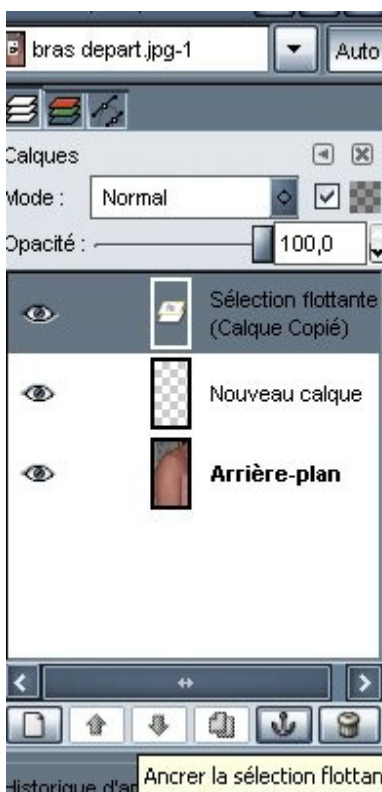 bras depart.jpg-1
Auto
Calques
Mode : Normal
Opacité : 100,0
Sélection flottante
(Calque Copié)
Nouveau calque
Arrière-plan
Historique d'a
Ancrer la sélection flottan